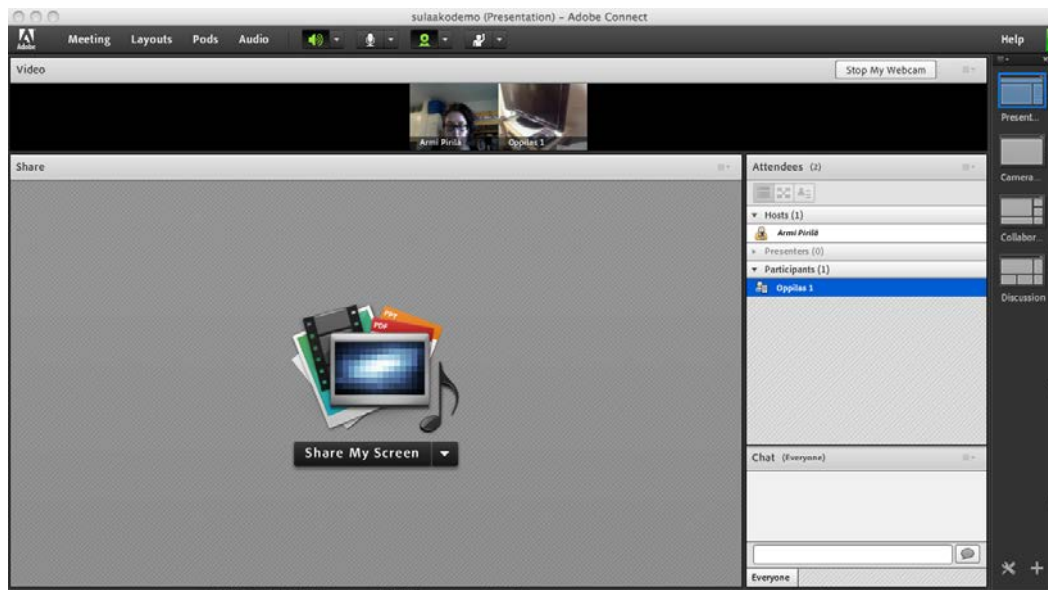 sulaakodemo (Presentation) – Adobe Connect
Adobe Meeting Layouts Pods Audio Help
Video Stop My Webcam
Armi Pirilä Oppilas 1
Present...
Camera...
Collabor...
Discussion
Share
PPT
PDF
Share My Screen
Attendees (2)
Hosts (1)
Armi Pirilä
Presenters (0)
Participants (1)
Oppilas 1
Chat (Everyone)
Everyone